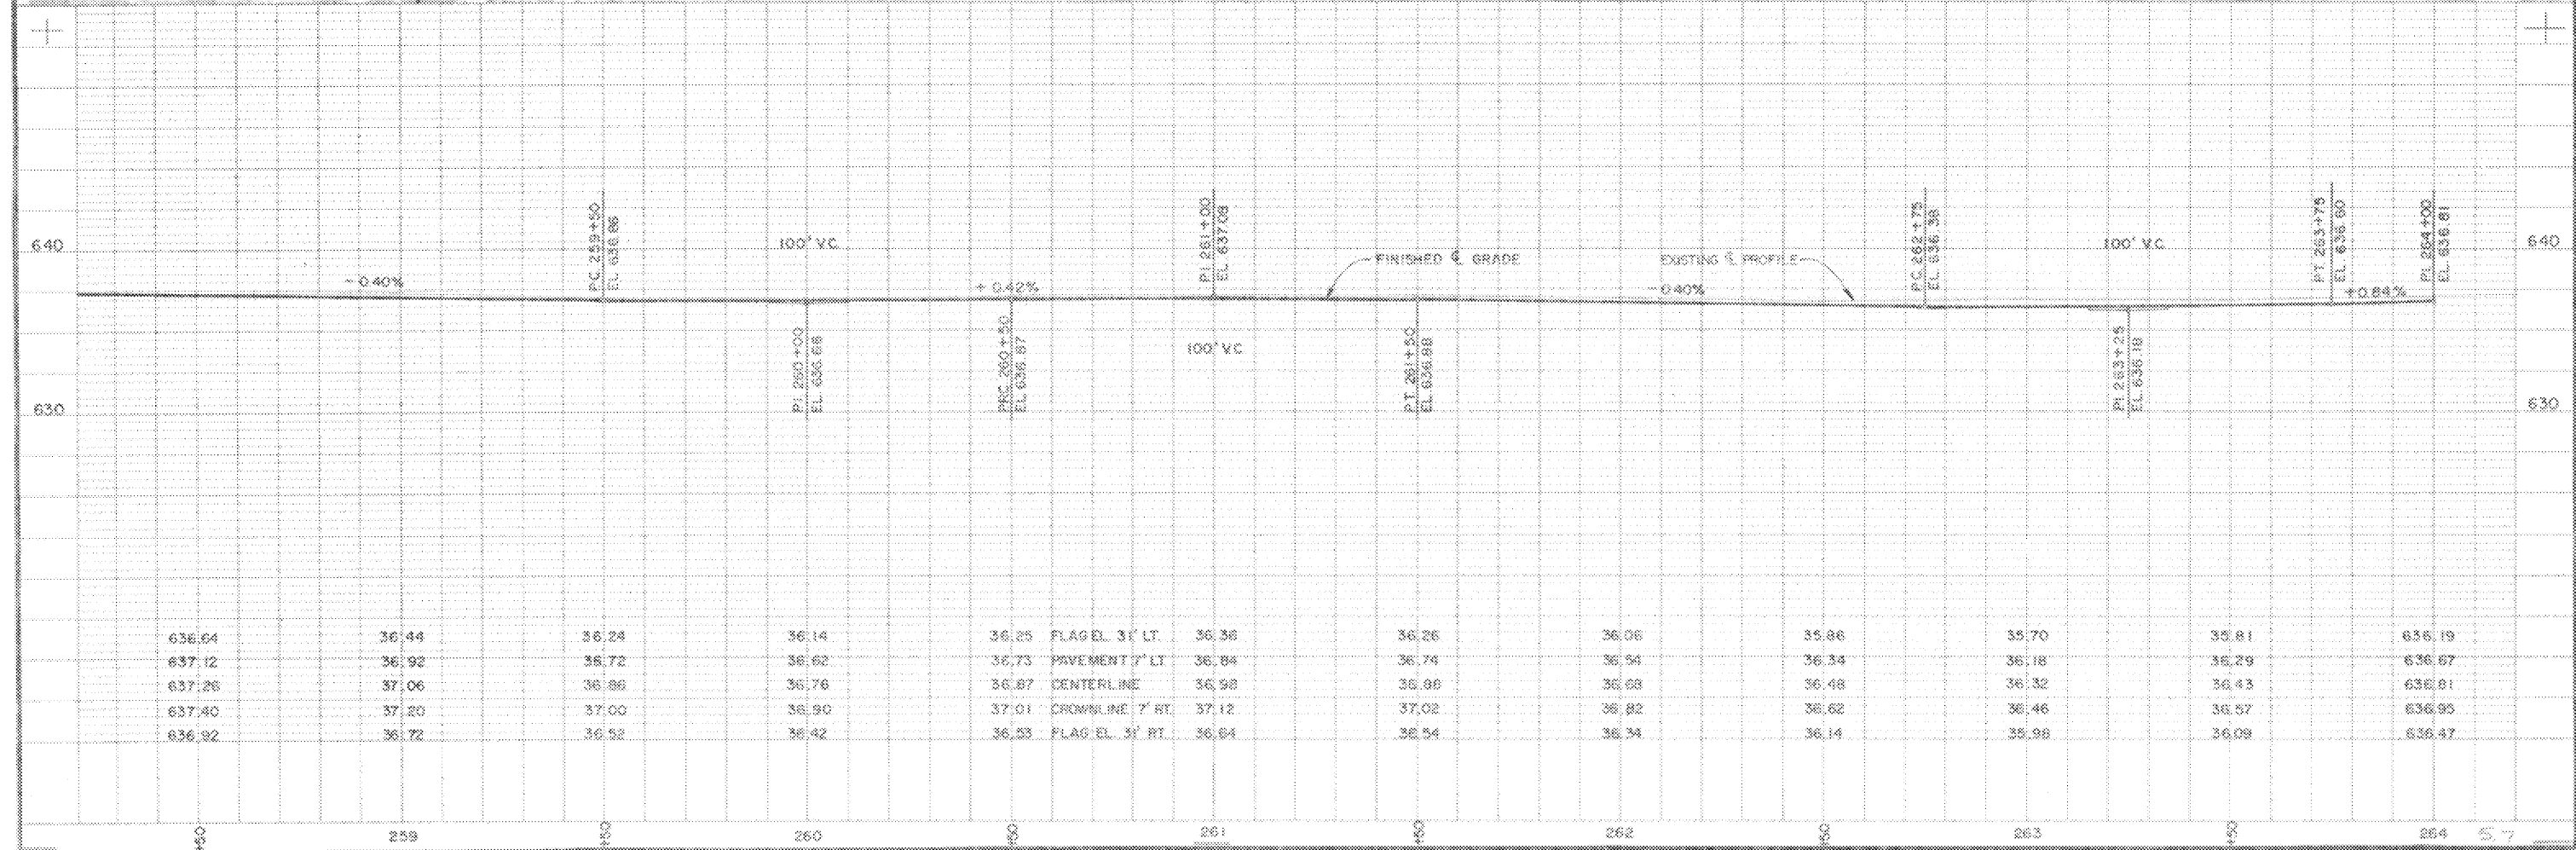 PC 259+50
EL. 636.86
PI 261+00
EL 637.08
PC 262+75
EL 636.38
PT 263+75
EL. 636.60
PI 264+00
EL. 636.81
640
100' V.C.
100' V.C.
640
FINISHED ℄ GRADE
EXISTING ℄ PROFILE
- 0.40%
+ 0.42%
-0.40%
+0.84%
PI 260+00
EL 636.66
PRC 260+50
EL 636.87
100' V.C.
PT 261+50
EL 636.88
PI 263+25
EL. 636.18
630
630
636.64 36.44 36.24 36.14 36.25 FLAG EL. 31' LT. 36.36 36.26 36.06 35.86 35.70 35.81 636.19
637.12 36.92 36.72 36.62 36.73 PAVEMENT 7' LT. 36.84 36.74 36.54 36.34 36.18 36.29 636.67
637.26 37.06 36.86 36.76 36.87 CENTERLINE 36.98 36.88 36.68 36.48 36.32 36.43 636.81
637.40 37.20 37.00 36.90 37.01 CROWNLINE 7' RT. 37.12 37.02 36.82 36.62 36.46 36.57 636.95
636.92 36.72 36.52 36.42 36.53 FLAG EL. 31' RT. 36.64 36.54 36.34 36.14 35.98 36.09 636.47
+50 259 +50 260 +50 261 +50 262 +50 263 +50 264 57